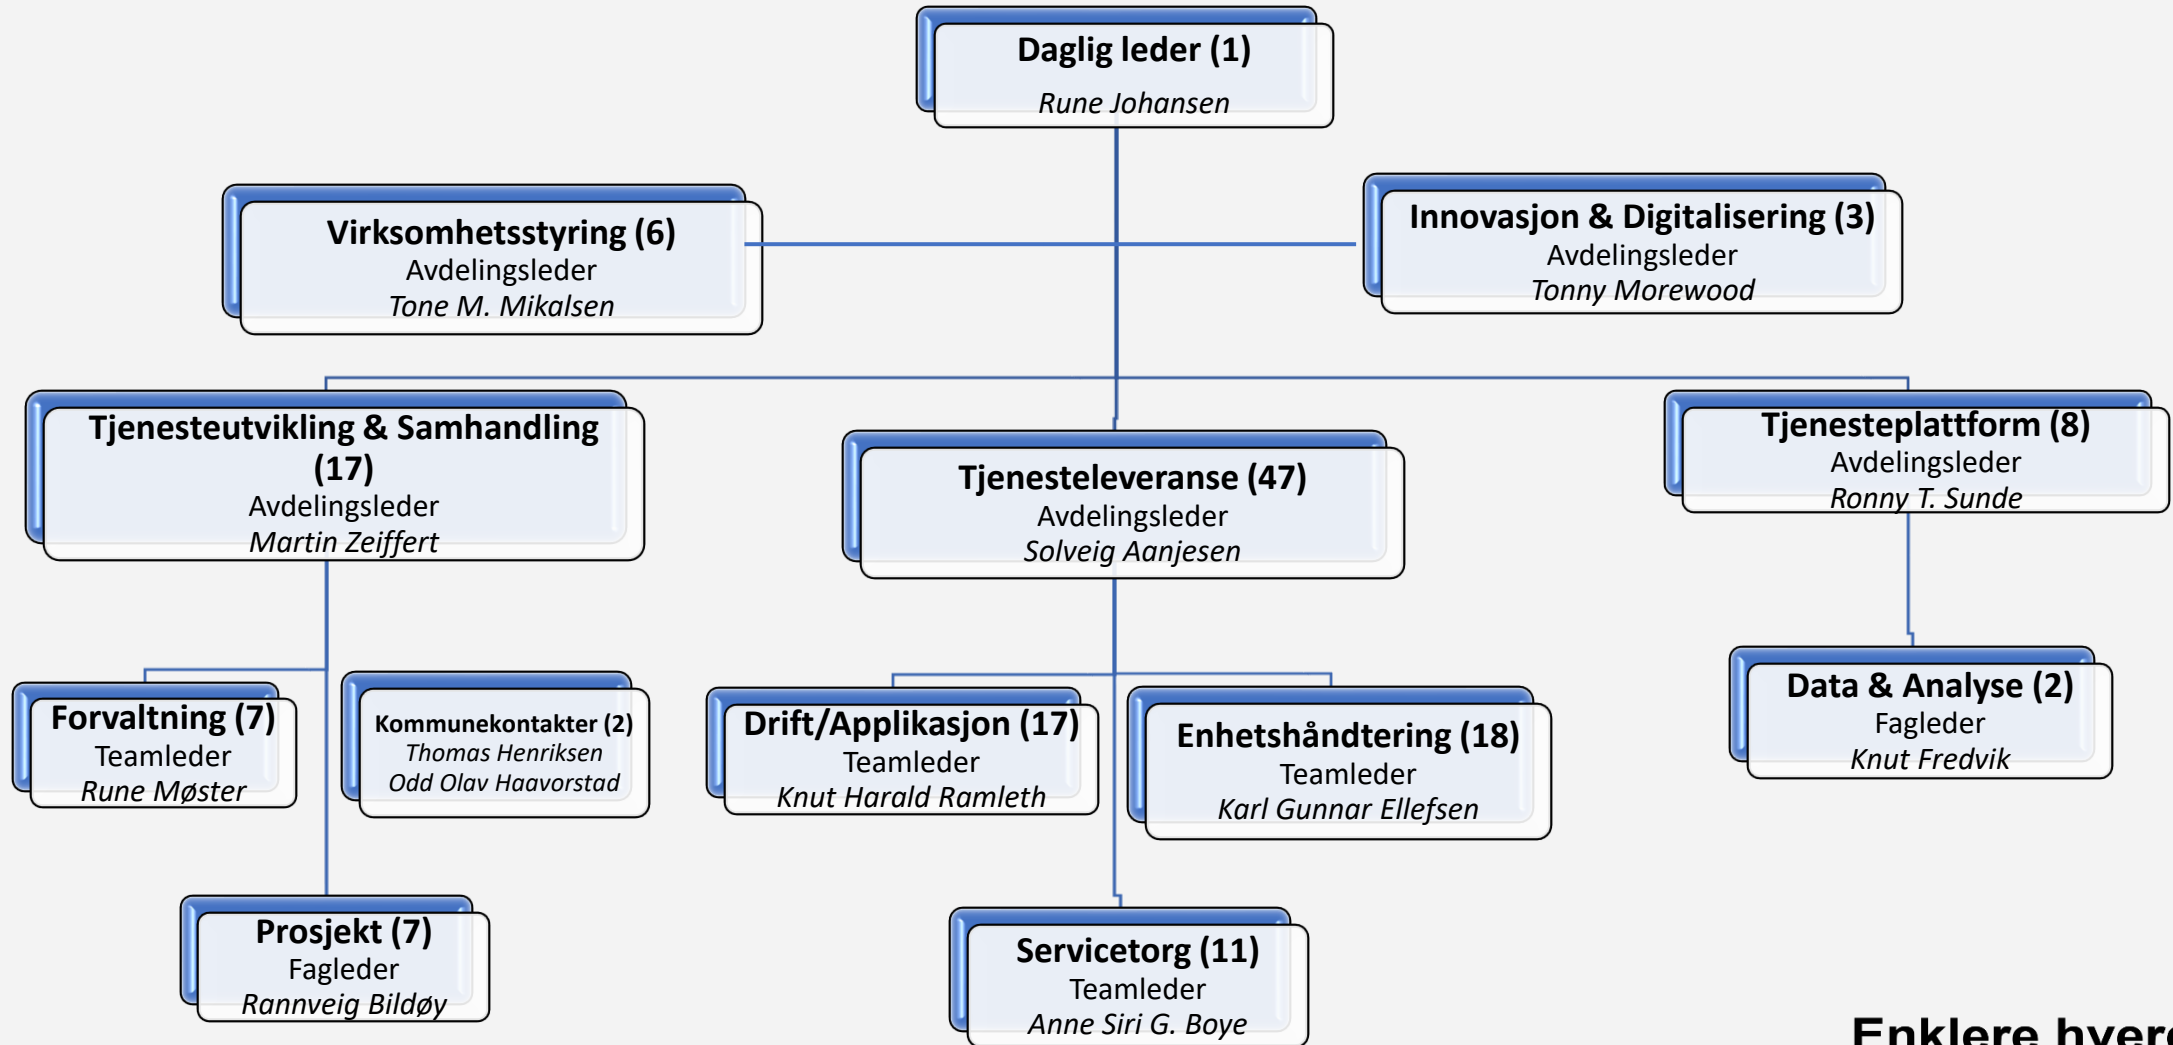 Daglig leder (1)
Rune Johansen
Virksomhetsstyring (6)
Avdelingsleder
Tone M. Mikalsen
Innovasjon & Digitalisering (3)
Avdelingsleder
Tonny Morewood
Tjenesteutvikling & Samhandling
(17)
Avdelingsleder
Martin Zeiffert
Tjenesteleveranse (47)
Avdelingsleder
Solveig Aanjesen
Tjenesteplattform (8)
Avdelingsleder
Ronny T. Sunde
Forvaltning (7)
Teamleder
Rune Møster
Kommunekontakter (2)
Thomas Henriksen
Odd Olav Haavorstad
Drift/Applikasjon (17)
Teamleder
Knut Harald Ramleth
Enhetshåndtering (18)
Teamleder
Karl Gunnar Ellefsen
Data & Analyse (2)
Fagleder
Knut Fredvik
Prosjekt (7)
Fagleder
Rannveig Bildøy
Servicetorg (11)
Teamleder
Anne Siri G. Boye
Enklere